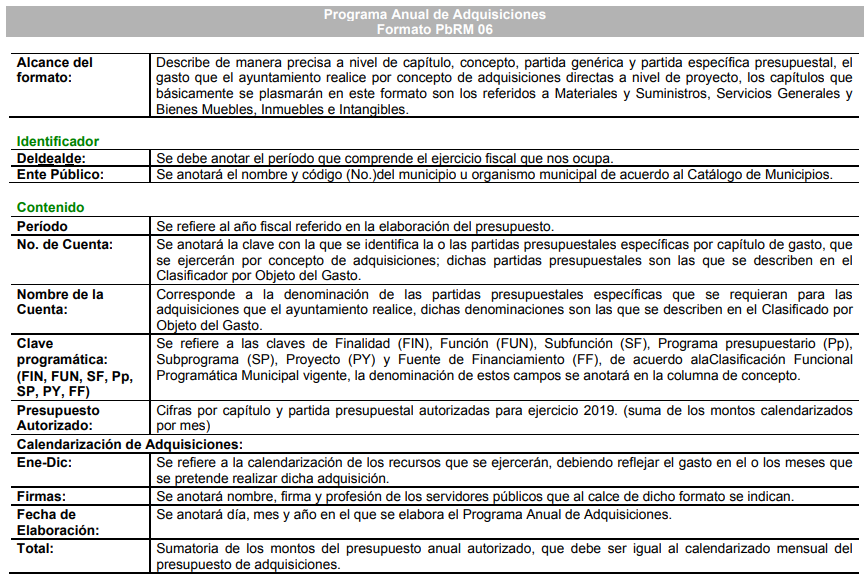 Programa Anual de Adquisiciones
Formato PbRM 06
Alcance del formato:
Describe de manera precisa a nivel de capítulo, concepto, partida genérica y partida específica presupuestal, el
gasto que el ayuntamiento realice por concepto de adquisiciones directas a nivel de proyecto, los capítulos que
básicamente se plasmarán en este formato son los referidos a Materiales y Suministros, Servicios Generales y
Bienes Muebles, Inmuebles e Intangibles.
Identificador
Deldealde:
Se debe anotar el período que comprende el ejercicio fiscal que nos ocupa.
Ente Público:
Se anotará el nombre y código (No.)del municipio u organismo municipal de acuerdo al Catálogo de Municipios.
Contenido
Período
Se refiere al año fiscal referido en la elaboración del presupuesto.
No. de Cuenta:
Se anotará la clave con la que se identifica la o las partidas presupuestales específicas por capítulo de gasto, que
se ejercerán por concepto de adquisiciones; dichas partidas presupuestales son las que se describen en el
Clasificador por Objeto del Gasto.
Nombre de la
Cuenta:
Corresponde a la denominación de las partidas presupuestales específicas que se requieran para las
adquisiciones que el ayuntamiento realice, dichas denominaciones son las que se describen en el Clasificado por
Objeto del Gasto.
Clave
programática:
(FIN, FUN, SF, Pp,
SP, PY, FF)
Se refiere a las claves de Finalidad (FIN), Función (FUN), Subfunción (SF), Programa presupuestario (Pp),
Subprograma (SP), Proyecto (PY) y Fuente de Financiamiento (FF), de acuerdo alaClasificación Funcional
Programática Municipal vigente, la denominación de estos campos se anotará en la columna de concepto.
Presupuesto
Autorizado:
Cifras por capítulo y partida presupuestal autorizadas para ejercicio 2019. (suma de los montos calendarizados
por mes)
Calendarización de Adquisiciones:
Ene-Dic:
Se refiere a la calendarización de los recursos que se ejercerán, debiendo reflejar el gasto en el o los meses que
se pretende realizar dicha adquisición.
Firmas:
Se anotará nombre, firma y profesión de los servidores públicos que al calce de dicho formato se indican.
Fecha de
Elaboración:
Se anotará día, mes y año en el que se elabora el Programa Anual de Adquisiciones.
Total:
Sumatoria de los montos del presupuesto anual autorizado, que debe ser igual al calendarizado mensual del
presupuesto de adquisiciones.